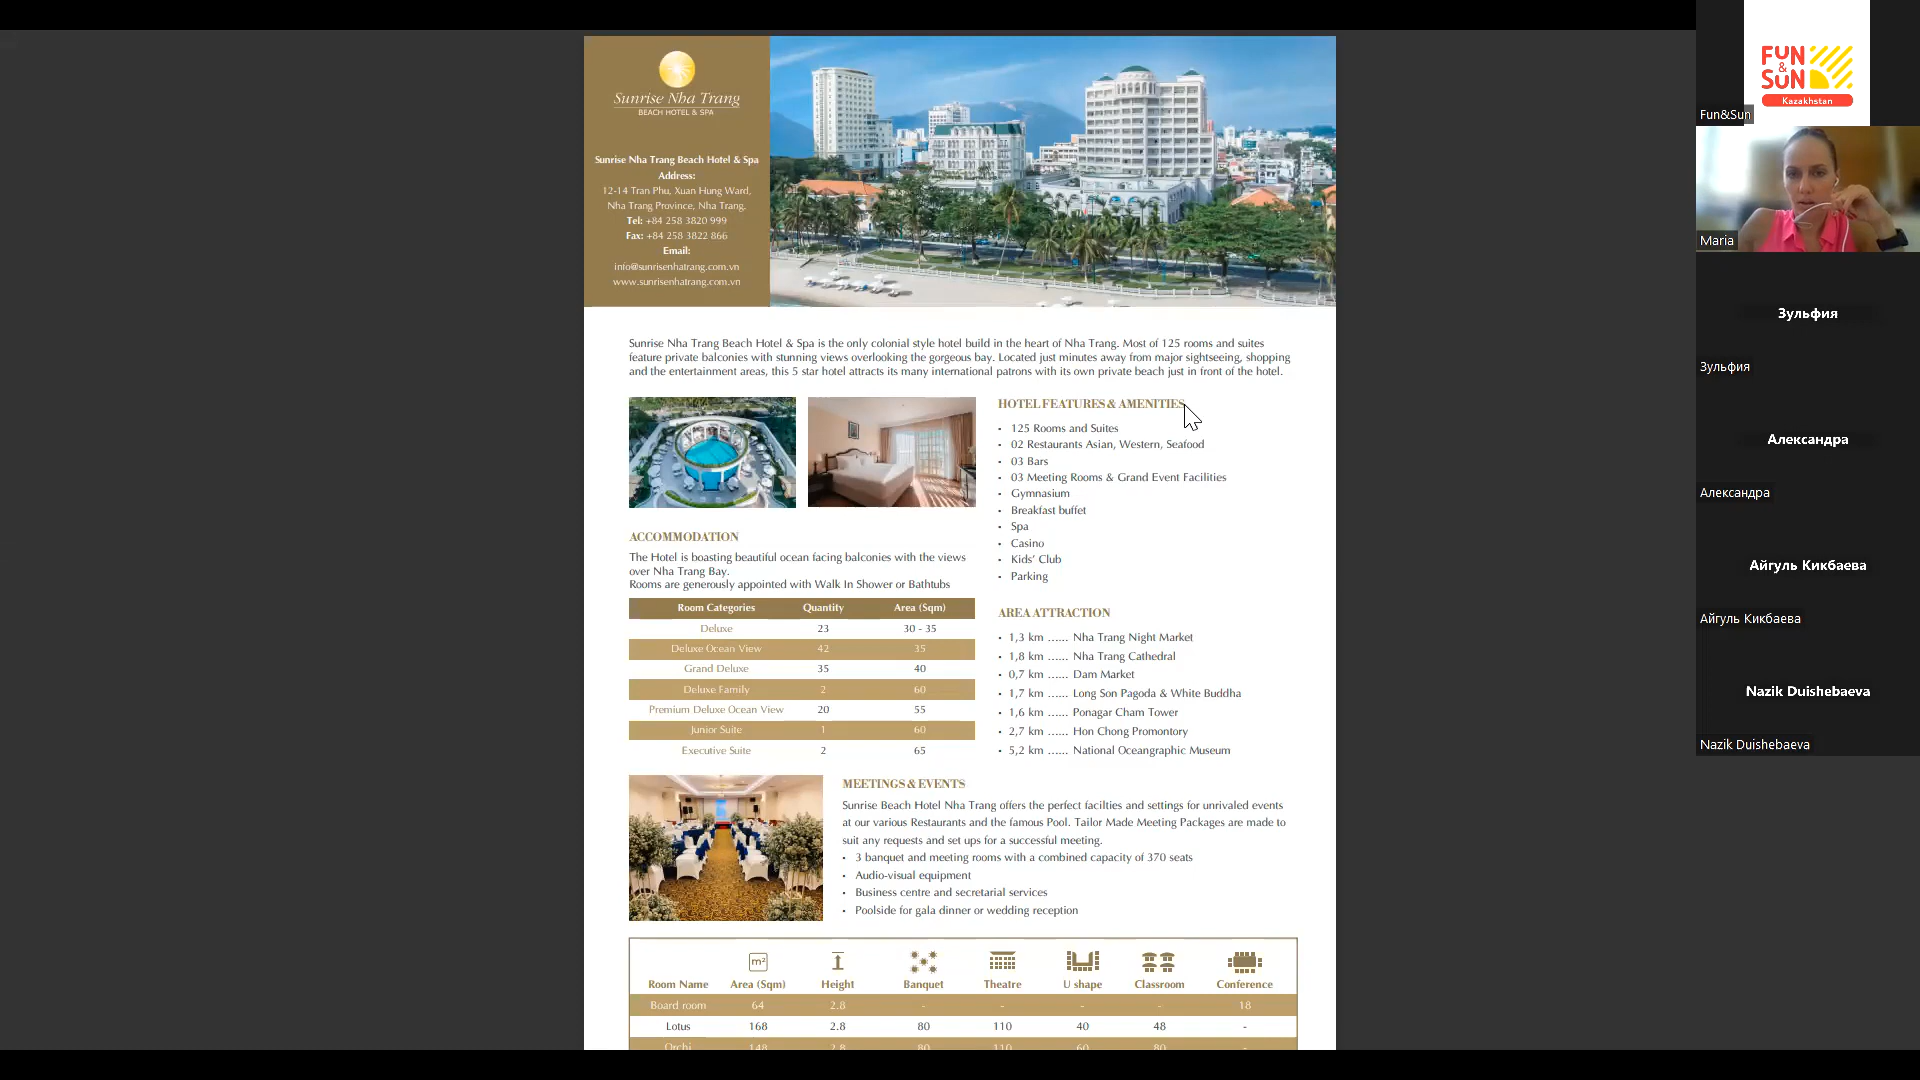 Sunrise Nha Trang
BEACH HOTEL & SPA
Sunrise Nha Trang Beach Hotel & Spa
Address:
12-14 Tran Phu, Xuan Hung Ward,
Nha Trang Province, Nha Trang.
Tel: +84 258 3820 999
Fax: +84 258 3822 866
Email:
info@sunrisenhatrang.com.vn
www.sunrisenhatrang.com.vn
Sunrise Nha Trang Beach Hotel & Spa is the only colonial style hotel build in the heart of Nha Trang. Most of 125 rooms and suites
feature private balconies with stunning views overlooking the gorgeous bay. Located just minutes away from major sightseeing, shopping
and the entertainment areas, this 5 star hotel attracts its many international patrons with its own private beach just in front of the hotel.
HOTEL FEATURES & AMENITIES
• 125 Rooms and Suites
• 02 Restaurants Asian, Western, Seafood
• 03 Bars
• 03 Meeting Rooms & Grand Event Facilities
• Gymnasium
• Breakfast buffet
• Spa
• Casino
• Kids' Club
• Parking
ACCOMMODATION
The Hotel is boasting beautiful ocean facing balconies with the views
over Nha Trang Bay.
Rooms are generously appointed with Walk In Shower or Bathtubs
Room Categories Quantity Area (Sqm)
Deluxe 23 30 - 35
Deluxe Ocean View 42 35
Grand Deluxe 35 40
Deluxe Family 2 60
Premium Deluxe Ocean View 20 55
Junior Suite 1 60
Executive Suite 2 65
AREA ATTRACTION
• 1,3 km ...... Nha Trang Night Market
• 1,8 km ...... Nha Trang Cathedral
• 0,7 km ...... Dam Market
• 1,7 km ...... Long Son Pagoda & White Buddha
• 1,6 km ...... Ponagar Cham Tower
• 2,7 km ...... Hon Chong Promontory
• 5,2 km ...... National Oceangraphic Museum
MEETINGS & EVENTS
Sunrise Beach Hotel Nha Trang offers the perfect facilties and settings for unrivaled events
at our various Restaurants and the famous Pool. Tailor Made Meeting Packages are made to
suit any requests and set ups for a successful meeting.
• 3 banquet and meeting rooms with a combined capacity of 370 seats
• Audio-visual equipment
• Business centre and secretarial services
• Poolside for gala dinner or wedding reception
m²
Room Name Area (Sqm) Height Banquet Theatre U shape Classroom Conference
Board room 64 2.8 - - - - 18
Lotus 168 2.8 80 110 40 48 -
Orchi 148 2.8 80 110 60 80 -
FUN
&
SUN
Kazakhstan
Fun&Sun
Maria
Зульфия
Зульфия
Александра
Александра
Айгуль Кикбаева
Айгуль Кикбаева
Nazik Duishebaeva
Nazik Duishebaeva